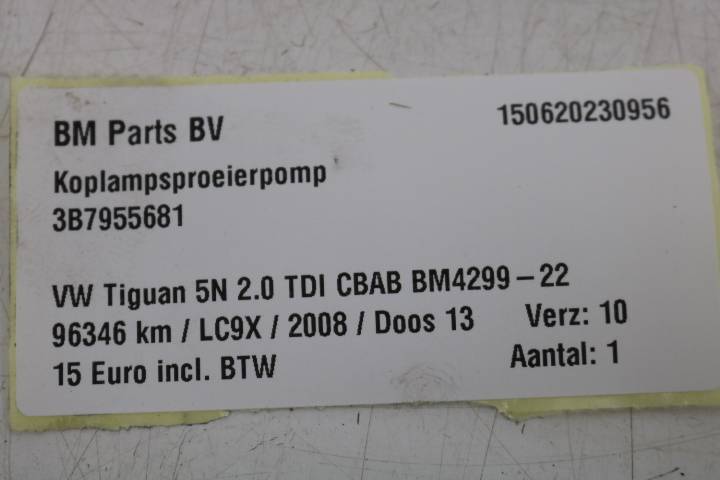 BM Parts BV 150620230956
Koplampsproeierpomp
3B7955681
VW Tiguan 5N 2.0 TDI CBAB BM4299-22
96346 km / LC9X / 2008 / Doos 13 Verz: 10
15 Euro incl. BTW Aantal: 1